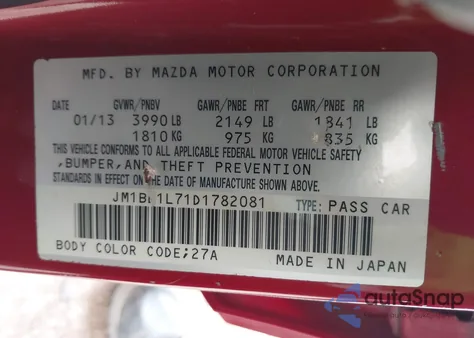 MFD. BY MAZDA MOTOR CORPORATION
DATE GVWR/PNBV GAWR/PNBE FRT GAWR/PNBE RR
01/13 3990 LB 2149 LB 1841 LB
1810 KG 975 KG 835 KG
THIS VEHICLE CONFORMS TO ALL APPLICABLE FEDERAL MOTOR VEHICLE SAFETY
,BUMPER,AND THEFT PREVENTION
STANDARDS IN EFFECT ON THE DATE OF MANUFACTURE SHOWN ABOVE.
TYPE: PASS CAR
BODY COLOR CODE;27A MADE IN JAPAN
autoSnap